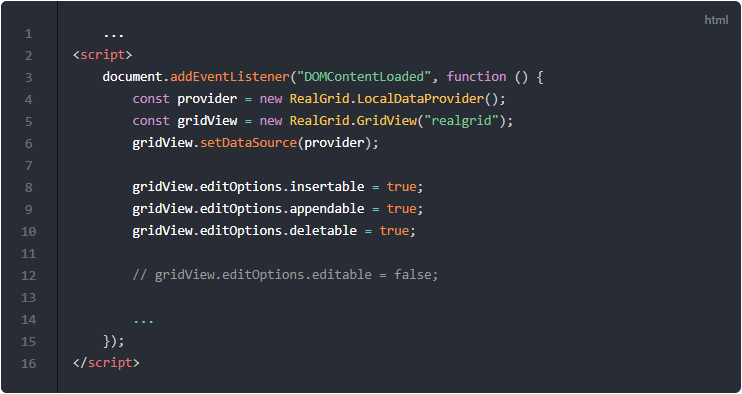 html
1 ...
2 <script>
3 document.addEventListener("DOMContentLoaded", function () {
4 const provider = new RealGrid.LocalDataProvider();
5 const gridView = new RealGrid.GridView("realgrid");
6 gridView.setDataSource(provider);
7
8 gridView.editOptions.insertable = true;
9 gridView.editOptions.appendable = true;
10 gridView.editOptions.deletable = true;
11
12 // gridView.editOptions.editable = false;
13
14 ...
15 });
16 </script>